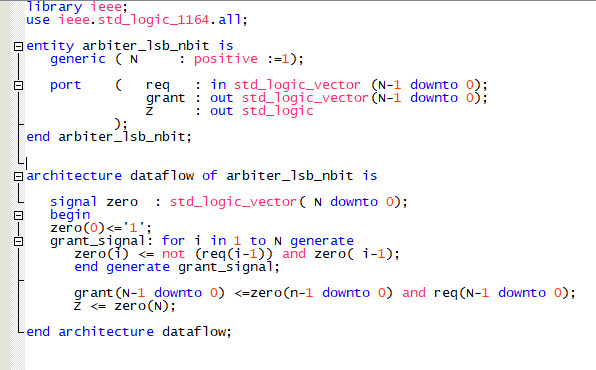 library ieee;
use ieee.std_logic_1164.all;
entity arbiter_lsb_nbit is
generic ( N : positive :=1);
port ( req : in std_logic_vector (N-1 downto 0);
grant : out std_logic_vector(N-1 downto 0);
Z : out std_logic
);
end arbiter_lsb_nbit;
architecture dataflow of arbiter_lsb_nbit is
signal zero : std_logic_vector( N downto 0);
begin
zero(0)<='1';
grant_signal: for i in 1 to N generate
zero(i) <= not (req(i-1)) and zero( i-1);
end generate grant_signal;
grant(N-1 downto 0) <=zero(n-1 downto 0) and req(N-1 downto 0);
Z <= zero(N);
end architecture dataflow;